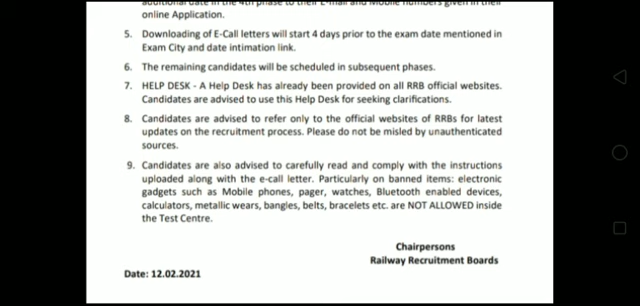 online Application.
5. Downloading of E-Call letters will start 4 days prior to the exam date mentioned in
Exam City and date intimation link.
6. The remaining candidates will be scheduled in subsequent phases.
7. HELP DESK - A Help Desk has already been provided on all RRB official websites.
Candidates are advised to use this Help Desk for seeking clarifications.
8. Candidates are advised to refer only to the official websites of RRBs for latest
updates on the recruitment process. Please do not be misled by unauthenticated
sources.
9. Candidates are also advised to carefully read and comply with the instructions
uploaded along with the e-call letter. Particularly on banned items: electronic
gadgets such as Mobile phones, pager, watches, Bluetooth enabled devices,
calculators, metallic wears, bangles, belts, bracelets etc. are NOT ALLOWED inside
the Test Centre.
Chairpersons
Railway Recruitment Boards
Date: 12.02.2021